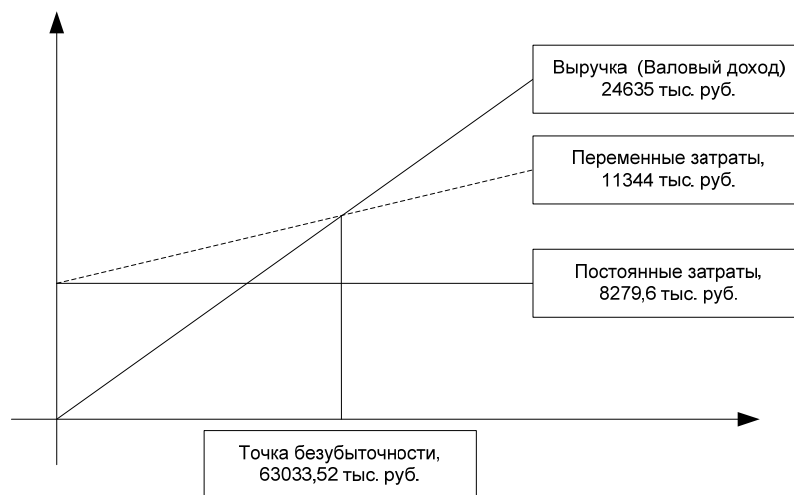 Выручка (Валовый доход)
24635 тыс. руб.
Переменные затраты,
11344 тыс. руб.
Постоянные затраты,
8279,6 тыс. руб.
Точка безубыточности,
63033,52 тыс. руб.